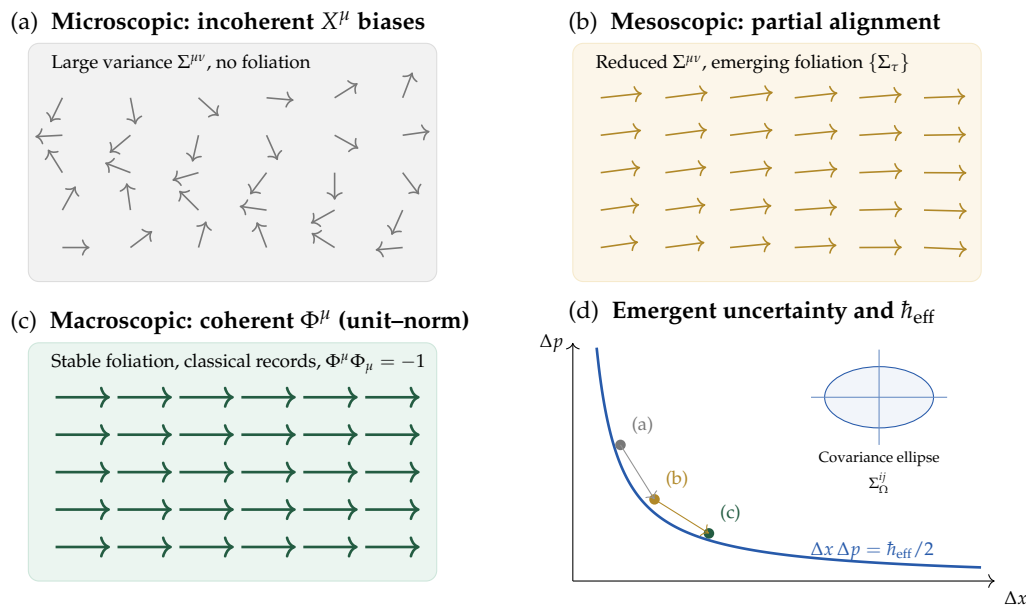 (a) Microscopic: incoherent X^μ biases
Large variance Σ^{μν}, no foliation
(b) Mesoscopic: partial alignment
Reduced Σ^{μν}, emerging foliation {Σ_τ}
(c) Macroscopic: coherent Φ^μ (unit–norm)
Stable foliation, classical records, Φ^μΦ_μ = −1
(d) Emergent uncertainty and ℏ_eff
Δp
(a)
(b)
(c)
Covariance ellipse
Σ_Ω^{ij}
Δx Δp = ℏ_eff/2
Δx